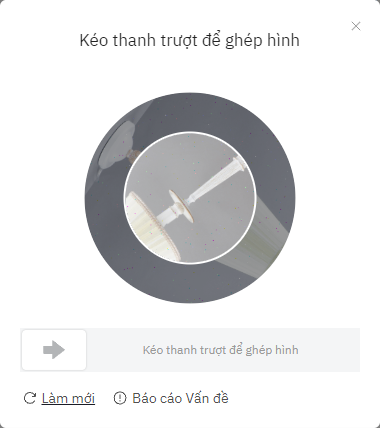 Kéo thanh trượt để ghép hình
Kéo thanh trượt để ghép hình
Làm mới
Báo cáo Vấn đề